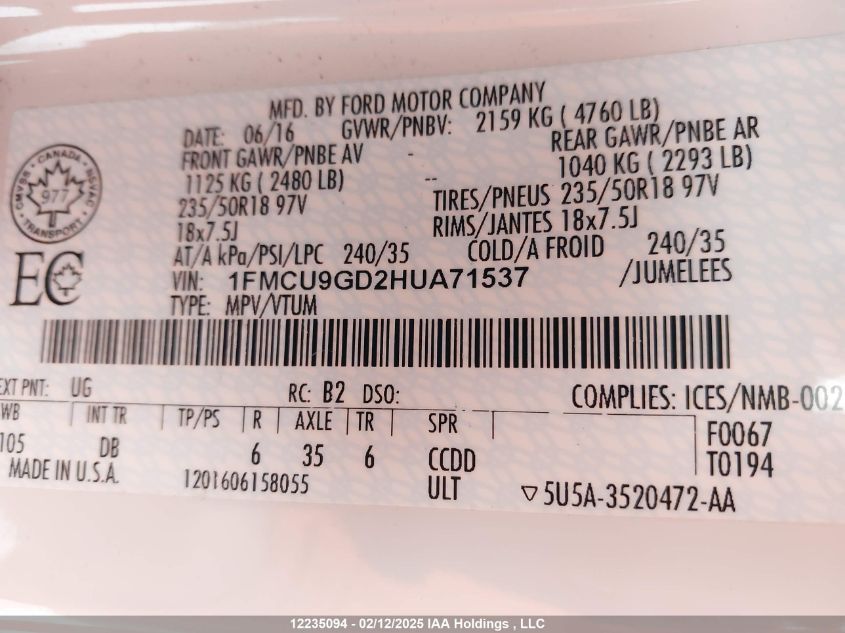 MFD. BY FORD MOTOR COMPANY
DATE: 06/16 GVWR/PNBV: 2159 KG ( 4760 LB)
FRONT GAWR/PNBE AV - REAR GAWR/PNBE AR
1125 KG ( 2480 LB) -- 1040 KG ( 2293 LB)
235/50R18 97V TIRES/PNEUS 235/50R18 97V
18x7.5J RIMS/JANTES 18x7.5J
AT/A kPa/PSI/LPC 240/35 COLD/A FROID 240/35
VIN: 1FMCU9GD2HUA71537 /JUMELEES
TYPE: MPV/VTUM
CANADA
CMVSS 977 NSVAC
TRANSPORT
EC
EXT PNT: UG RC: B2 DSO: COMPLIES: ICES/NMB-002
WB INT TR TP/PS R AXLE TR SPR F0067
105 DB 6 35 6 CCDD T0194
MADE IN U.S.A. 1201606158055 ULT ▽5U5A-3520472-AA
12235094 - 02/12/2025 IAA Holdings , LLC